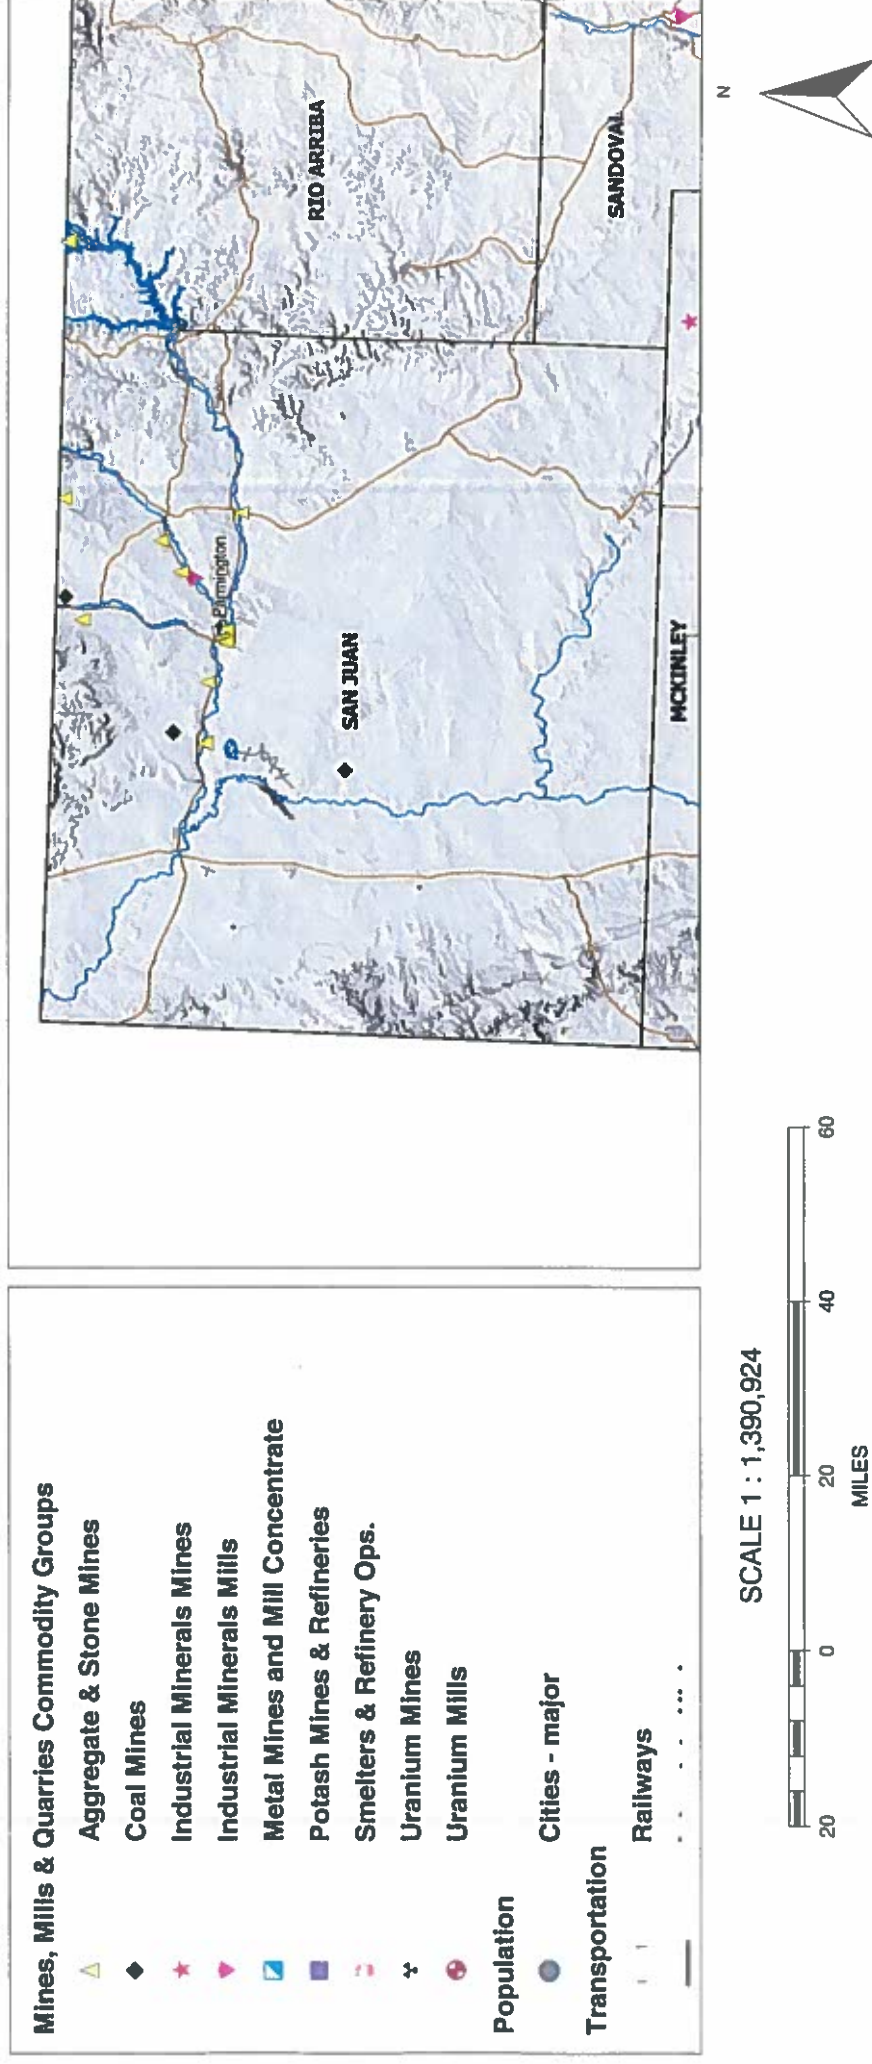 Mines, Mills & Quarries Commodity Groups
Aggregate & Stone Mines
Coal Mines
Industrial Minerals Mines
Industrial Minerals Mills
Metal Mines and Mill Concentrate
Potash Mines & Refineries
Smelters & Refinery Ops.
Uranium Mines
Uranium Mills
Population
Cities - major
Transportation
Railways
Farmington
RIO ARRIBA
SAN JUAN
SANDOVAL
MCKINLEY
SCALE 1 : 1,390,924
20 0 20 40 60
MILES
N